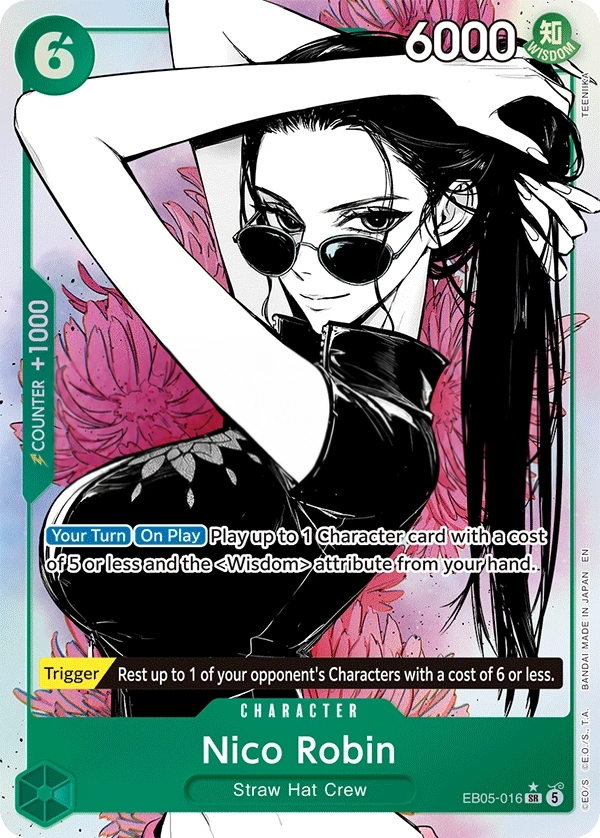 6
6000
知
WISDOM
TEENIIKA
COUNTER +1000
Your Turn On Play Play up to 1 Character card with a cost
of 5 or less and the <Wisdom> attribute from your hand..
Trigger Rest up to 1 of your opponent's Characters with a cost of 6 or less.
CHARACTER
Nico Robin
Straw Hat Crew
EB05-016 SR 5
©EO/S ©E.O./S., T.A. BANDAI MADE IN JAPAN EN